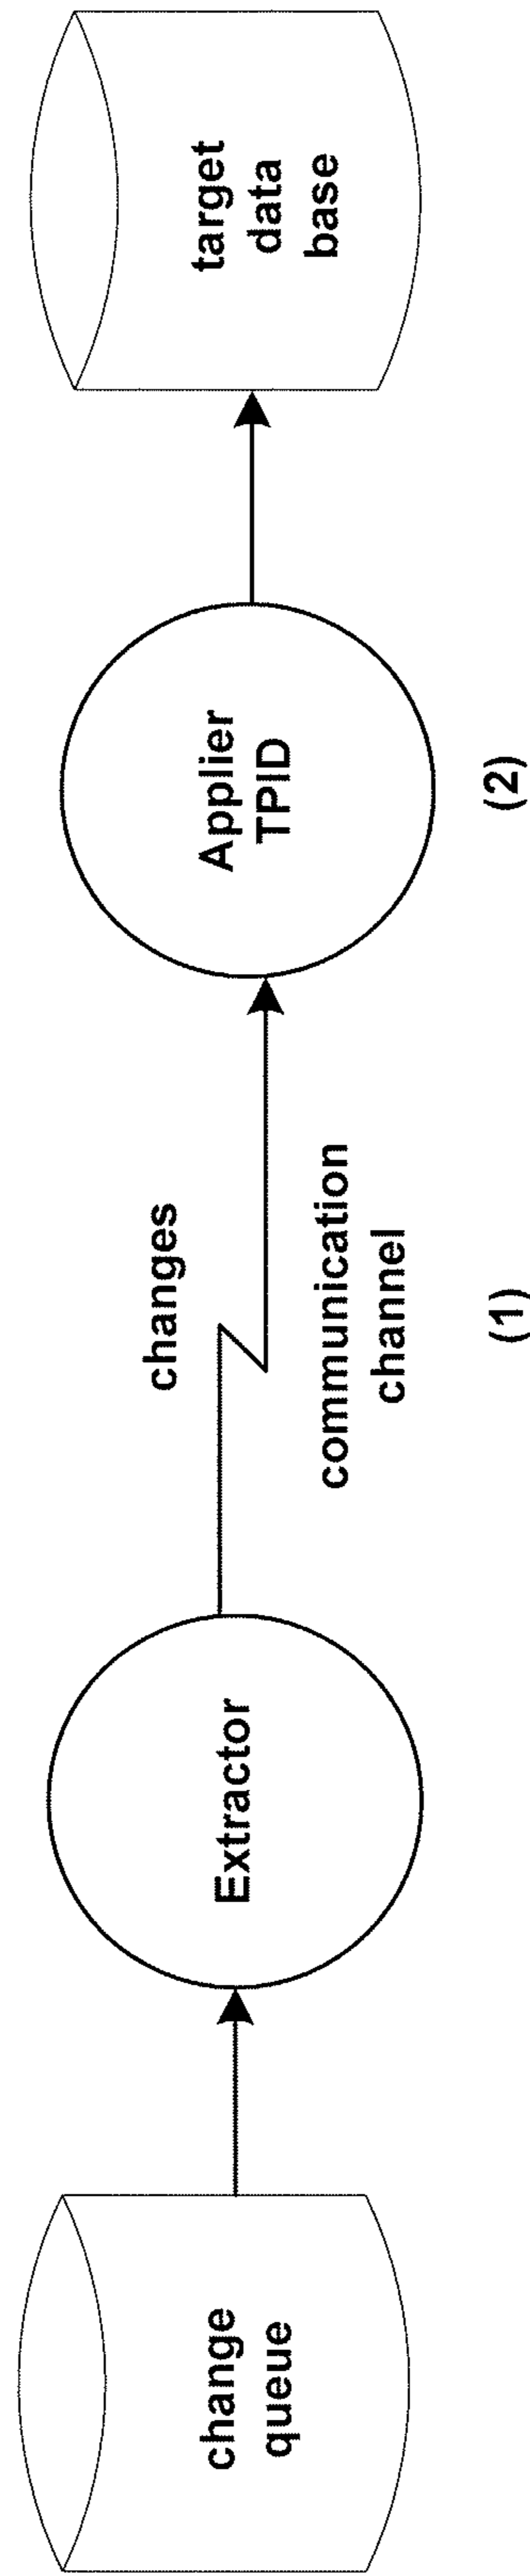 change
queue
Extractor
changes
communication
channel
(1)
Applier
TPID
(2)
target
data
base